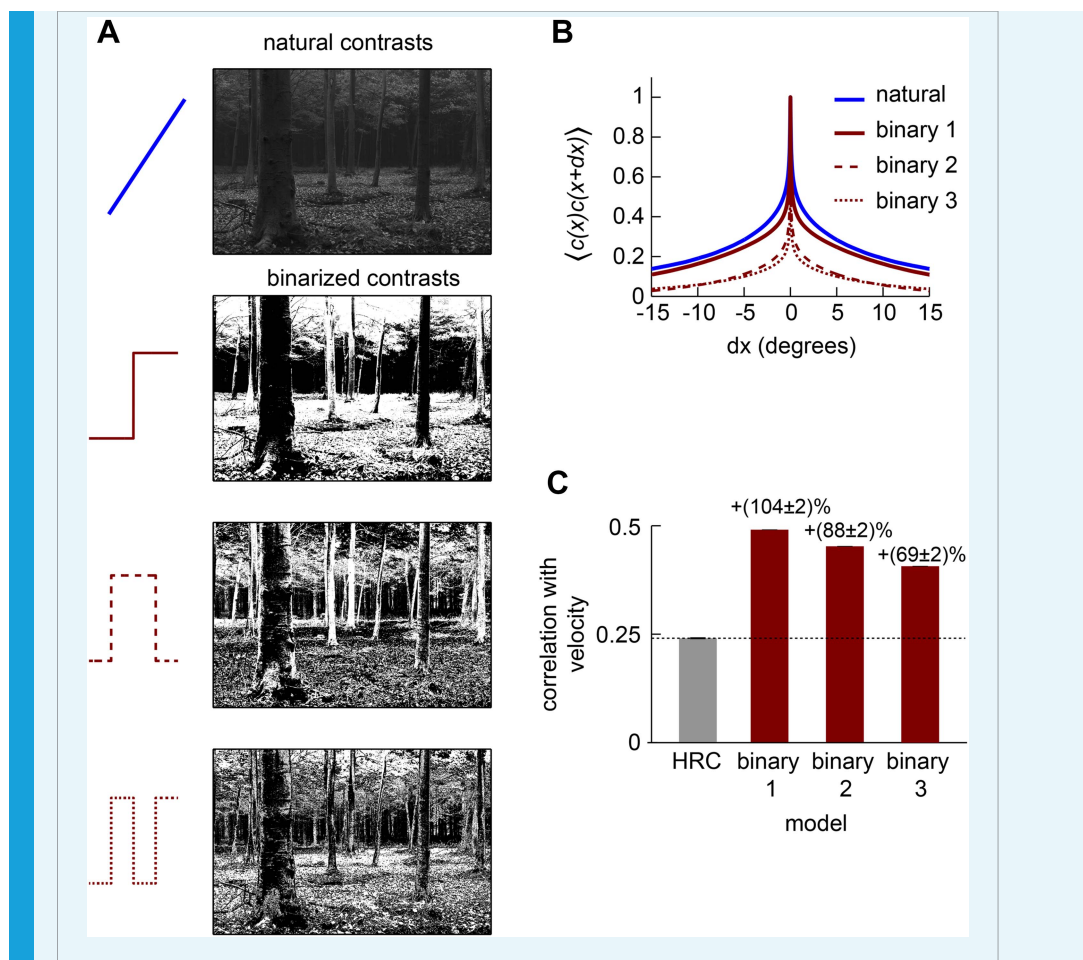 A
natural contrasts
binarized contrasts
B
⟨c(x)c(x+dx)⟩
1
0.8
0.6
0.4
0.2
0
-15
-10
-5
0
5
10
15
dx (degrees)
natural
binary 1
binary 2
binary 3
C
correlation with
velocity
0.5
0.25
0
+(104±2)%
+(88±2)%
+(69±2)%
HRC
binary
1
binary
2
binary
3
model